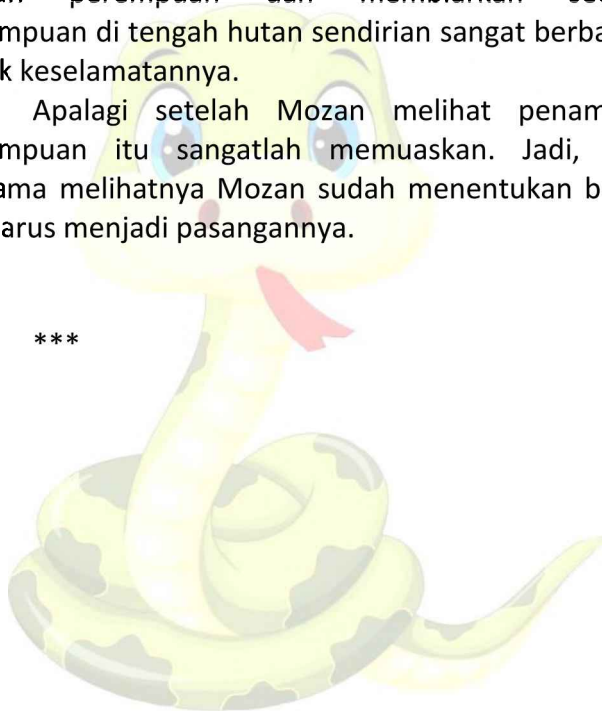 perempuan dan membiarkan
mpuan di tengah hutan sendirian sangat berba
k keselamatannya.
Apalagi setelah Mozan melihat penam
mpuan itu sangatlah memuaskan. Jadi,
ama melihatnya Mozan sudah menentukan b
arus menjadi pasangannya.
***